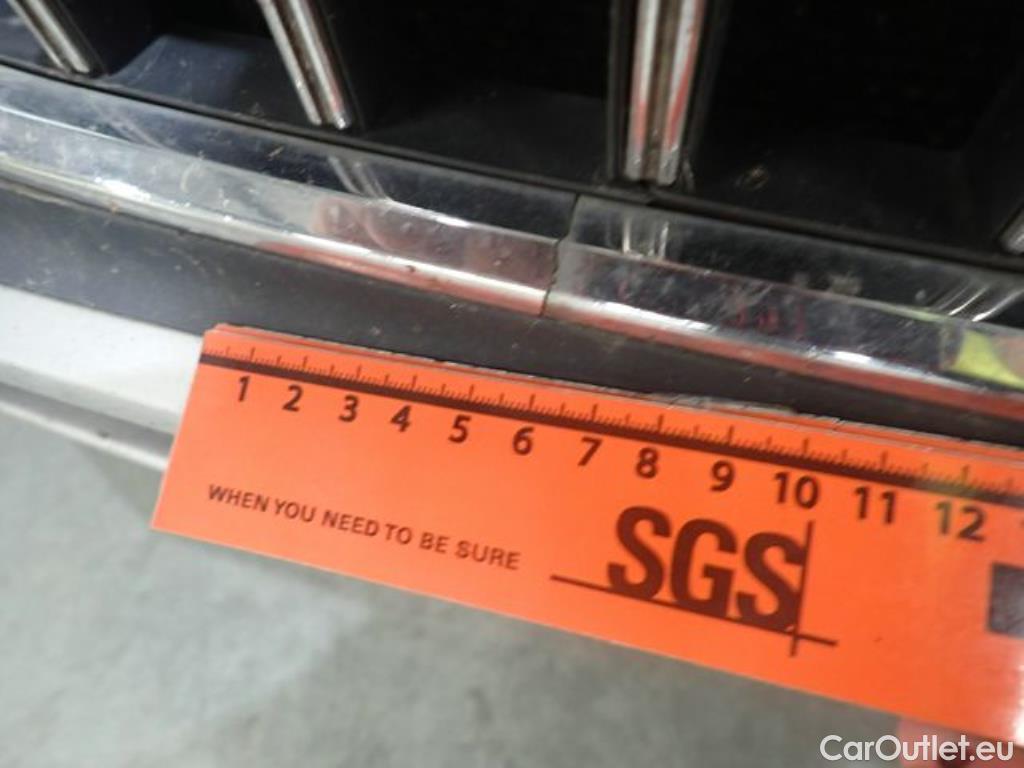 1 2 3 4 5 6 7 8 9 10 11 12
WHEN YOU NEED TO BE SURE
SGS
CarOutlet.eu